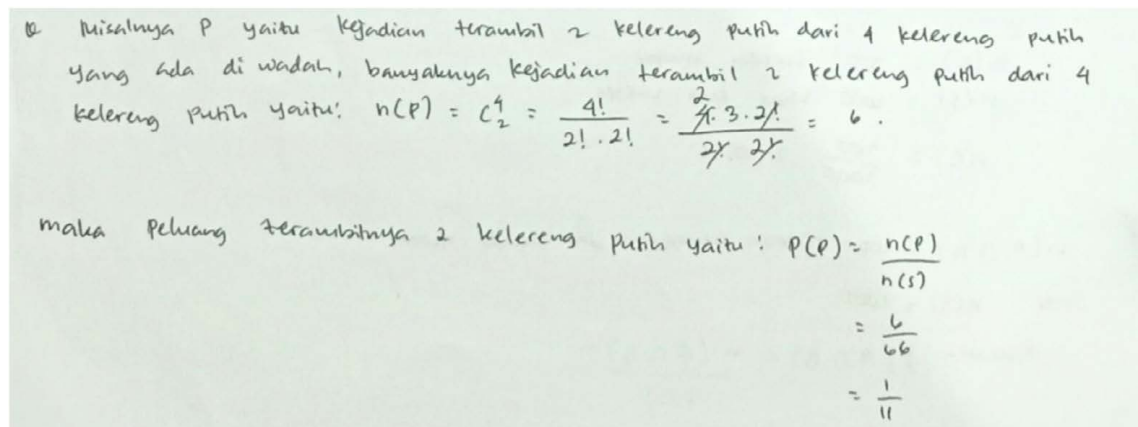 Misalnya P yaitu kejadian terambil 2 kelereng putih dari 4 kelereng putih
yang ada di wadah, banyaknya kejadian terambil 2 kelereng putih dari 4
kelereng putih yaitu: n(P) = C⁴₂ = 4! / 2! . 2! = 4 . 3 . 2! / 2! 2! = 6 .
maka peluang terambilnya 2 kelereng putih yaitu : P(P) = n(P) / n(S)
= 6 / 66
= 1 / 11